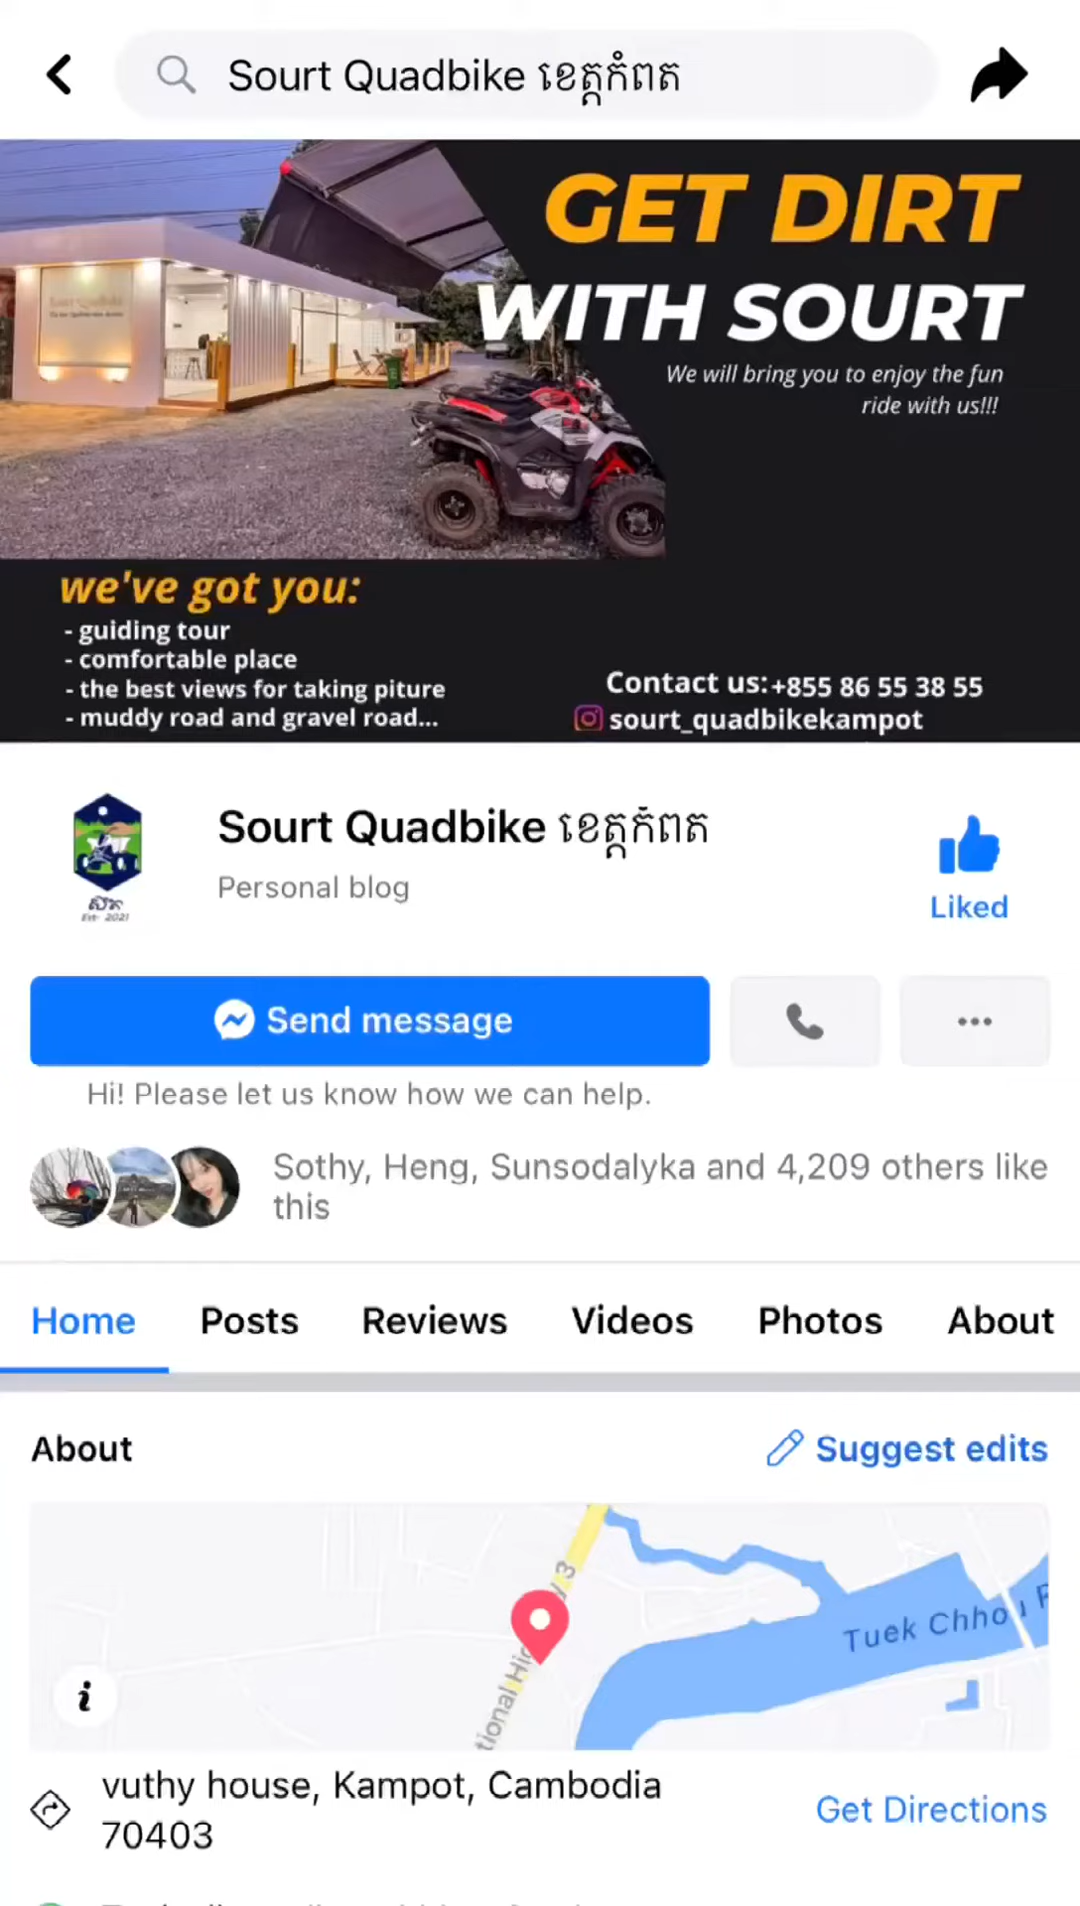 Sourt Quadbike ខេត្តកំពត
GET DIRT
WITH SOURT
We will bring you to enjoy the fun
ride with us!!!
we've got you:
- guiding tour
- comfortable place
- the best views for taking piture
- muddy road and gravel road...
Contact us:+855 86 55 38 55
sourt_quadbikekampot
Sourt Quadbike ខេត្តកំពត
Personal blog
Est- 2021
Liked
Send message
Hi! Please let us know how we can help.
Sothy, Heng, Sunsodalyka and 4,209 others like
this
Home Posts Reviews Videos Photos About
About
Suggest edits
Tuek Chhou
vuthy house, Kampot, Cambodia
70403
Get Directions